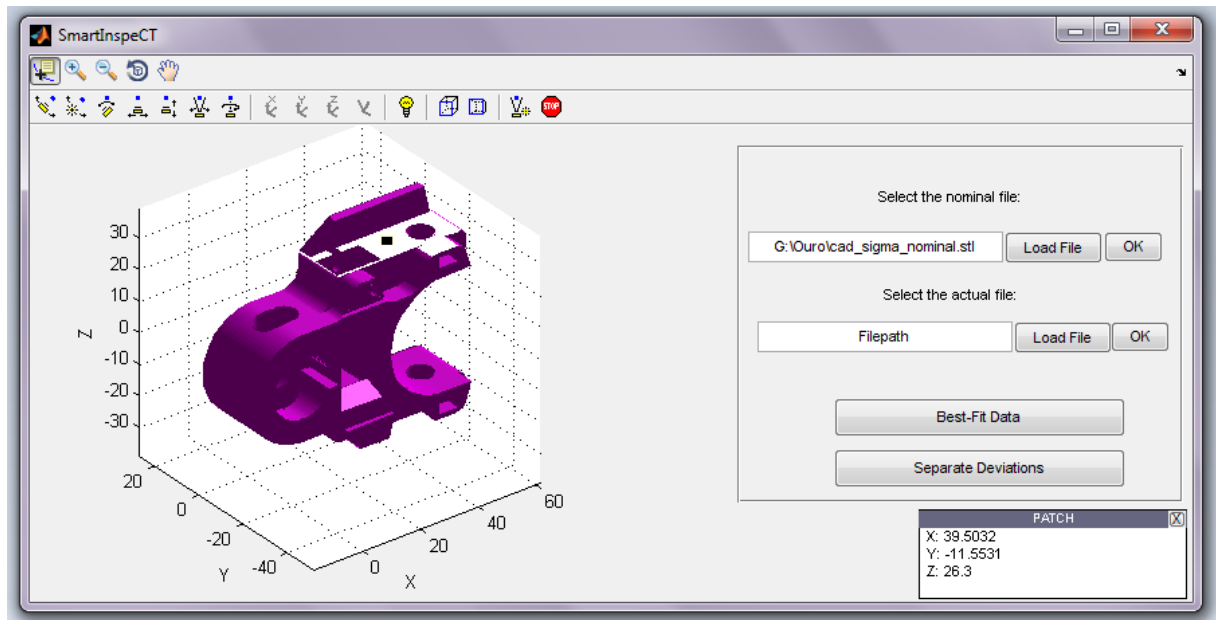 SmartInspeCT
STOP
Select the nominal file:
G:\Ouro\cad_sigma_nominal.stl Load File OK
Select the actual file:
Filepath Load File OK
Best-Fit Data
Separate Deviations
30
20
10
0
-10
-20
-30
Z
20
0
-20
-40
Y
0
20
40
60
X
PATCH X
X: 39.5032
Y: -11.5531
Z: 26.3